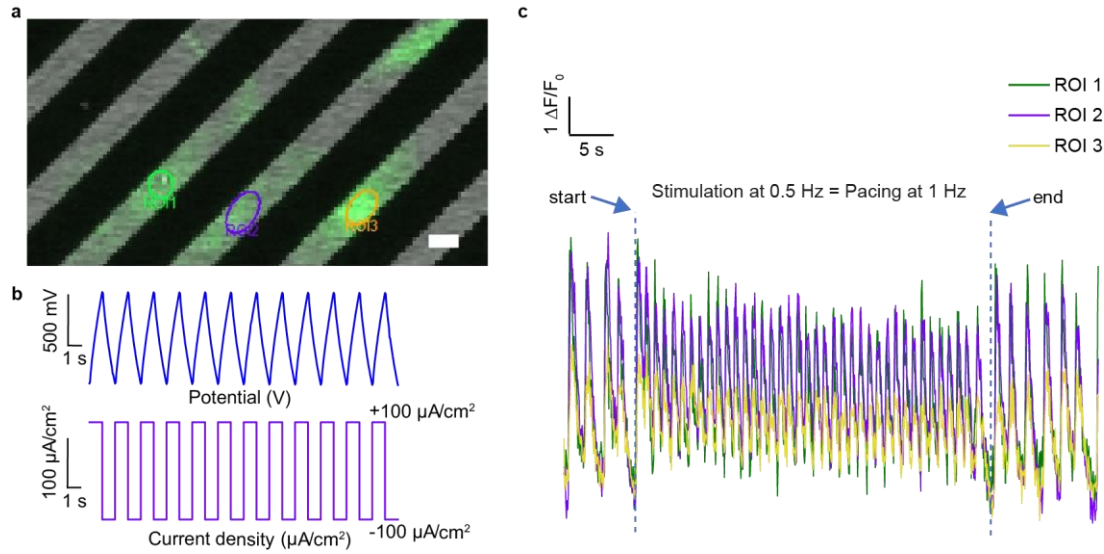 a
ROI1
ROI2
ROI3
b
500 mV
1 s
Potential (V)
100 µA/cm²
1 s
+100 µA/cm²
-100 µA/cm²
Current density (µA/cm²)
c
1 ΔF/F₀
5 s
ROI 1
ROI 2
ROI 3
start
Stimulation at 0.5 Hz = Pacing at 1 Hz
end